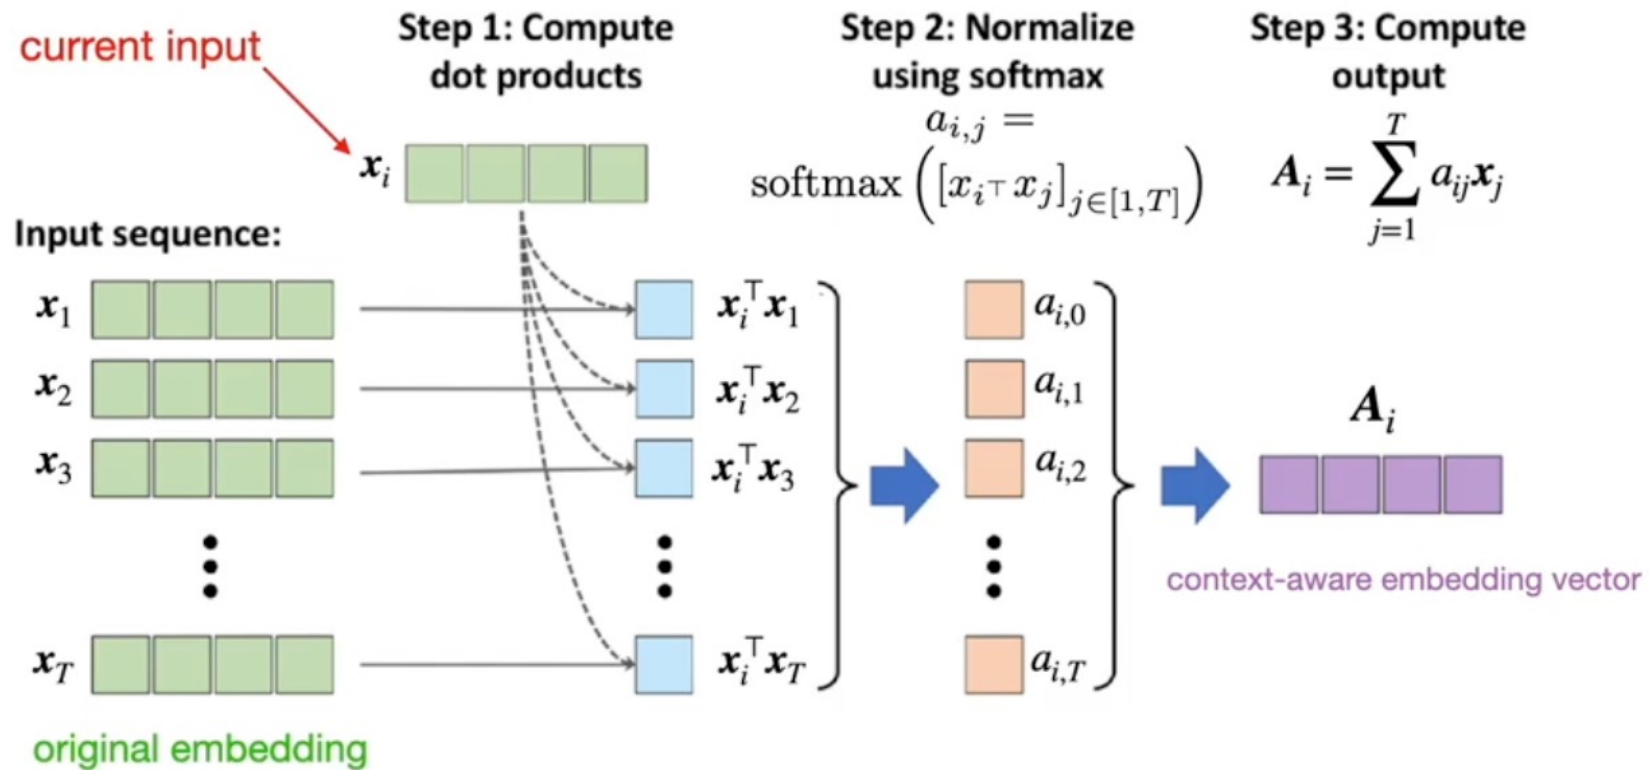 current input
Step 1: Compute
dot products
Step 2: Normalize
using softmax
a_{i,j} =
softmax ([x_{i^⊤} x_j]_{j∈[1,T]})
Step 3: Compute
output
A_i = \sum_{j=1}^{T} a_{ij} x_j
x_i
Input sequence:
x_1
x_2
x_3
x_T
original embedding
x_i^⊤ x_1
x_i^⊤ x_2
x_i^⊤ x_3
x_i^⊤ x_T
a_{i,0}
a_{i,1}
a_{i,2}
a_{i,T}
A_i
context-aware embedding vector